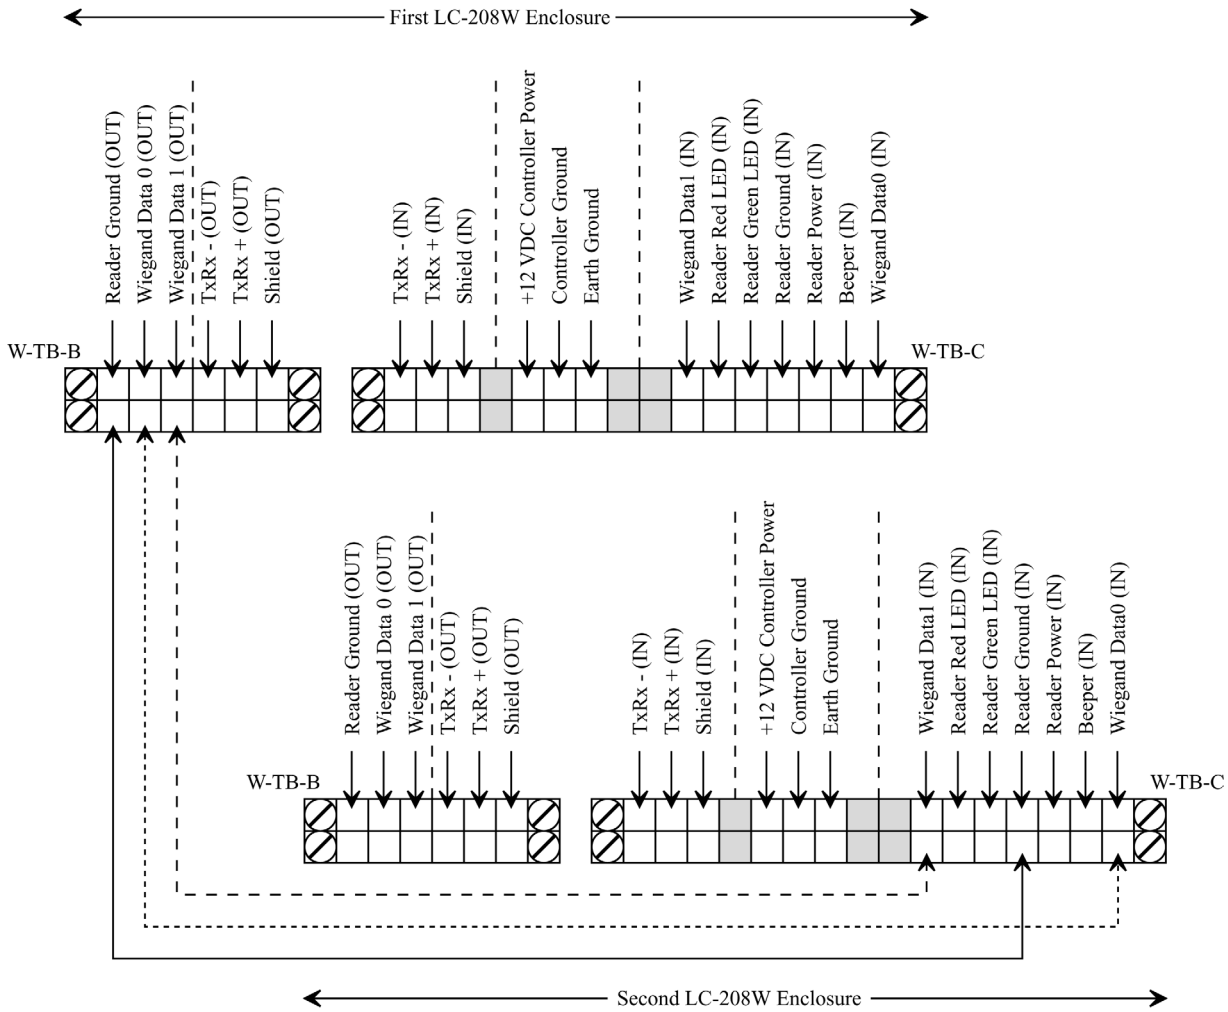 First LC-208W Enclosure
Reader Ground (OUT)
Wiegand Data 0 (OUT)
Wiegand Data 1 (OUT)
TxRx - (OUT)
TxRx + (OUT)
Shield (OUT)
TxRx - (IN)
TxRx + (IN)
Shield (IN)
+12 VDC Controller Power
Controller Ground
Earth Ground
Wiegand Data1 (IN)
Reader Red LED (IN)
Reader Green LED (IN)
Reader Ground (IN)
Reader Power (IN)
Beeper (IN)
Wiegand Data0 (IN)
W-TB-B
W-TB-C
Reader Ground (OUT)
Wiegand Data 0 (OUT)
Wiegand Data 1 (OUT)
TxRx - (OUT)
TxRx + (OUT)
Shield (OUT)
TxRx - (IN)
TxRx + (IN)
Shield (IN)
+12 VDC Controller Power
Controller Ground
Earth Ground
Wiegand Data1 (IN)
Reader Red LED (IN)
Reader Green LED (IN)
Reader Ground (IN)
Reader Power (IN)
Beeper (IN)
Wiegand Data0 (IN)
W-TB-B
W-TB-C
Second LC-208W Enclosure